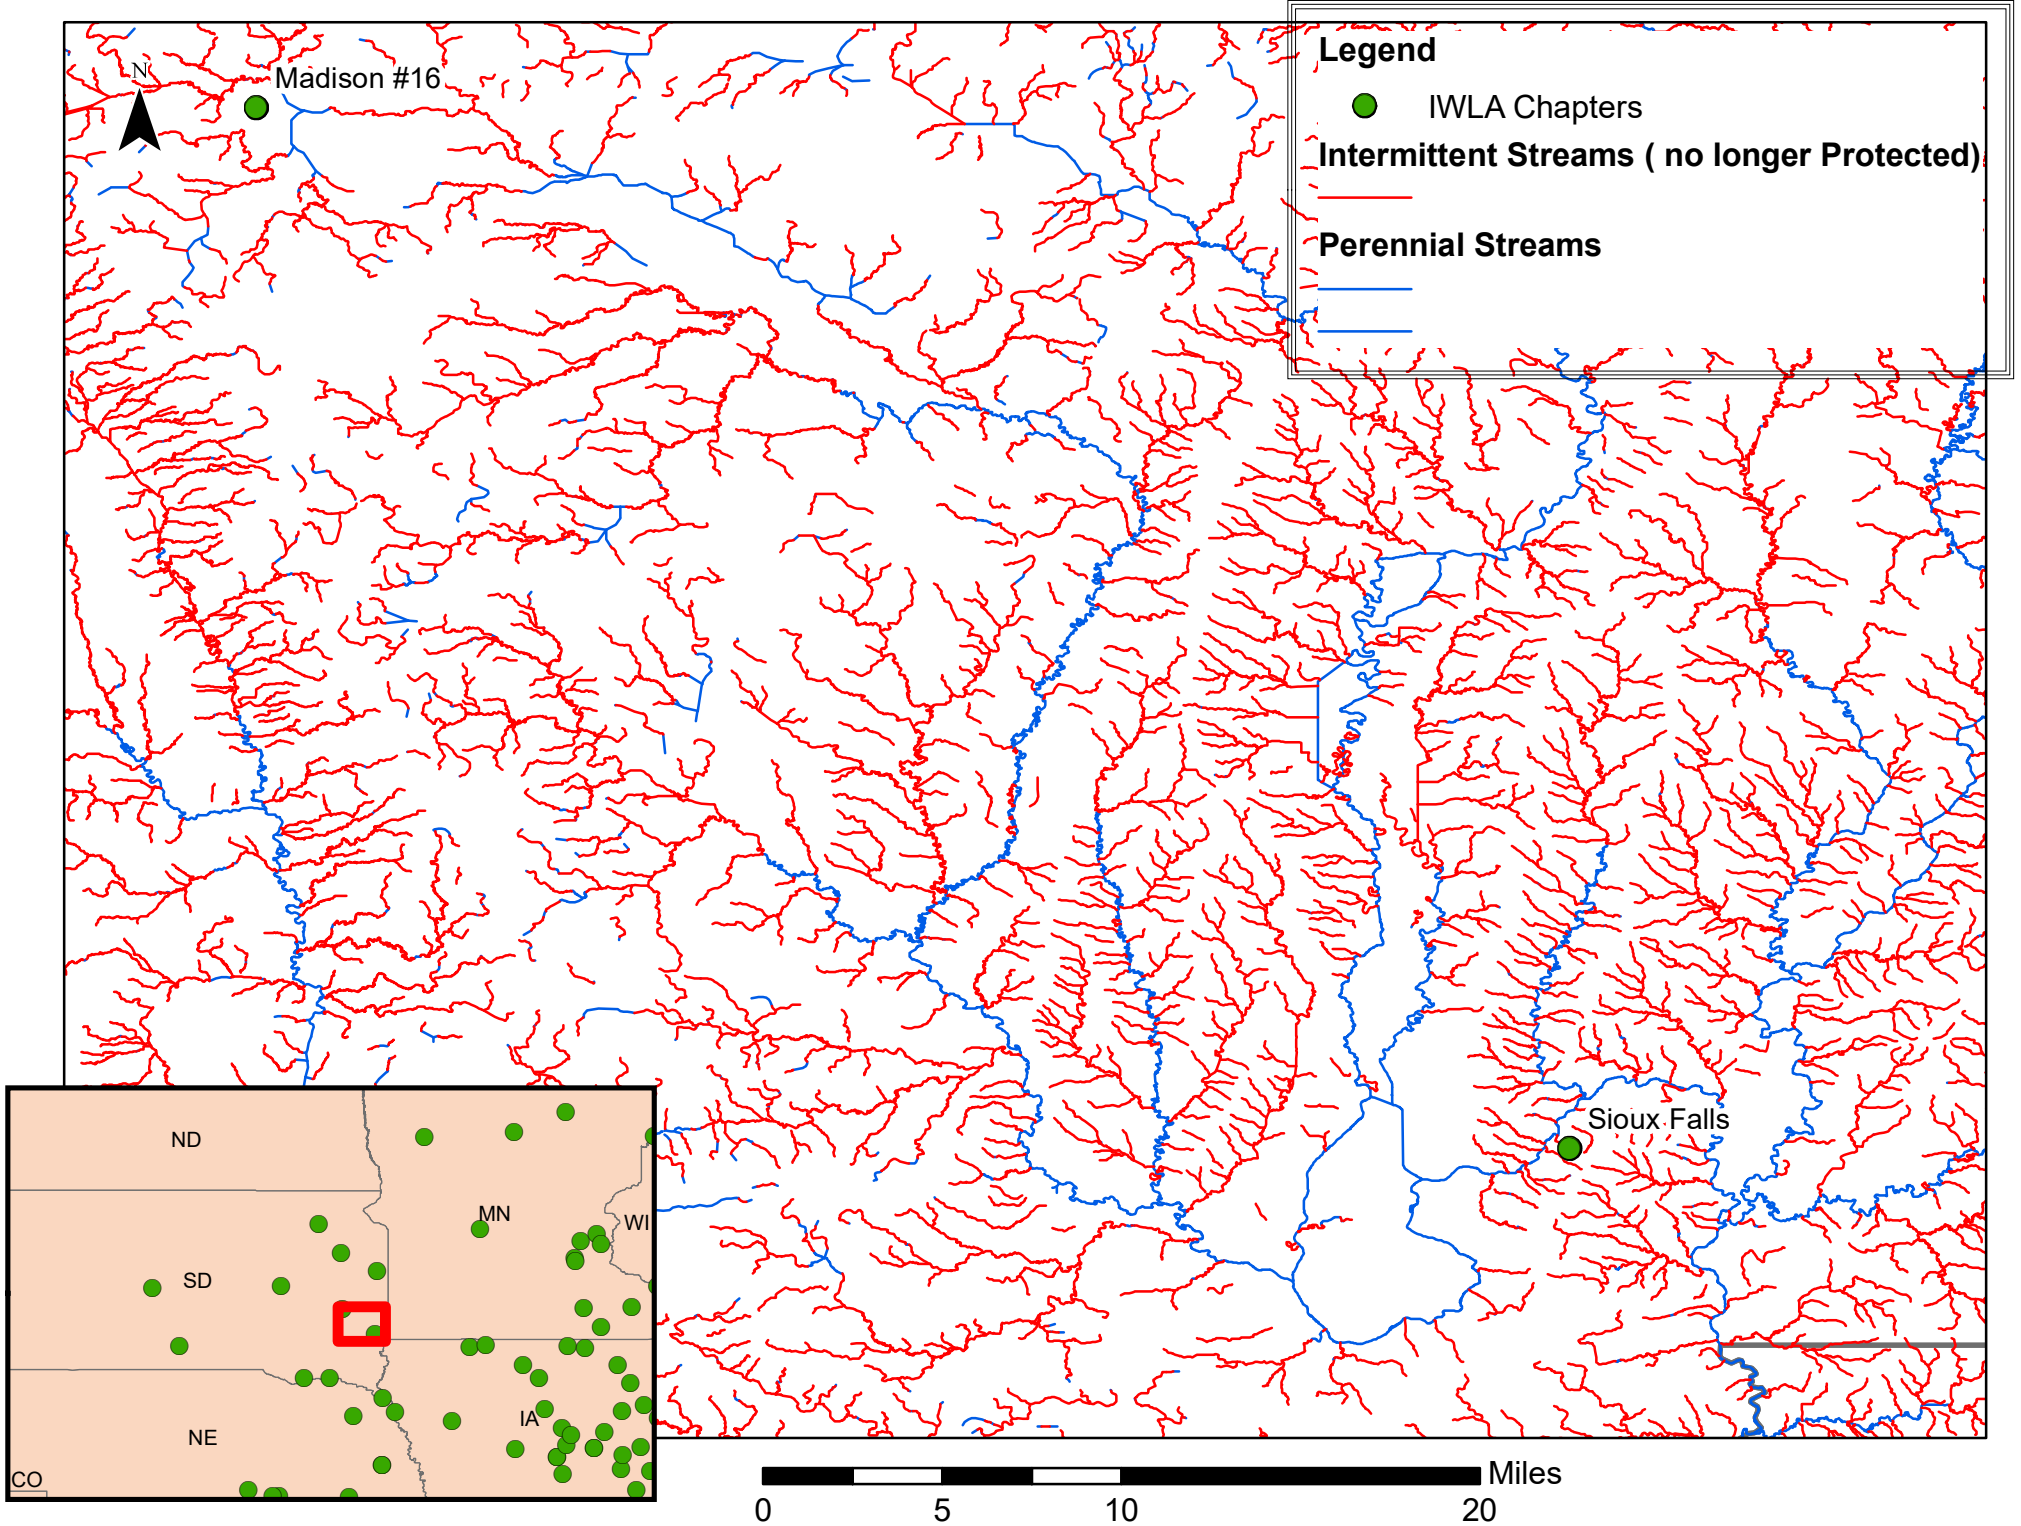 Legend
N
Madison #16
IWLA Chapters
Intermittent Streams ( no longer Protected)
Perennial Streams
Sioux Falls
ND
MN
WI
SD
IA
NE
CO
Miles
0 5 10 20